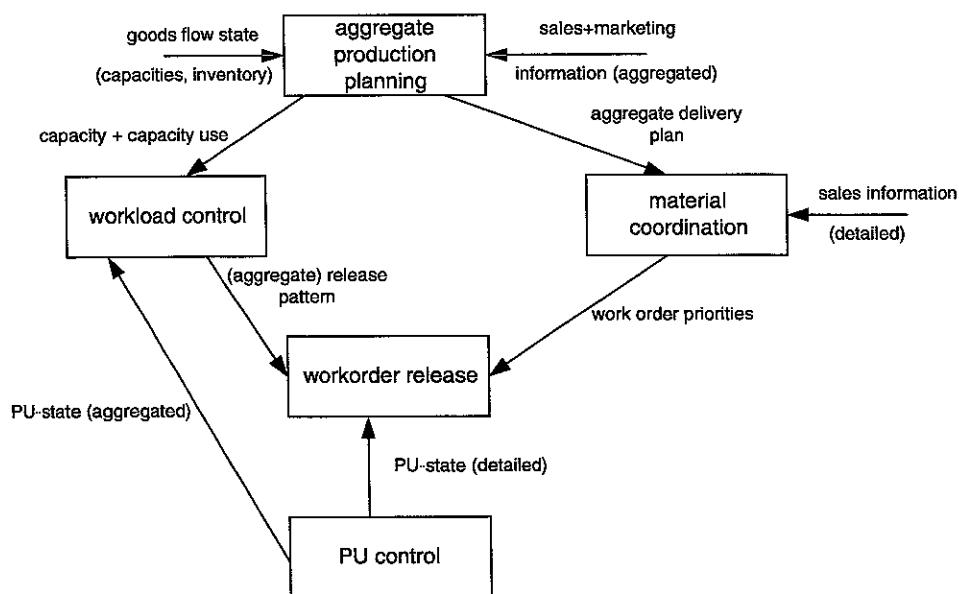 goods flow state
(capacities, inventory)
aggregate
production
planning
sales+marketing
information (aggregated)
capacity + capacity use
aggregate delivery
plan
workload control
material
coordination
sales information
(detailed)
(aggregate) release
pattern
work order priorities
workorder release
PU-state (aggregated)
PU-state (detailed)
PU control